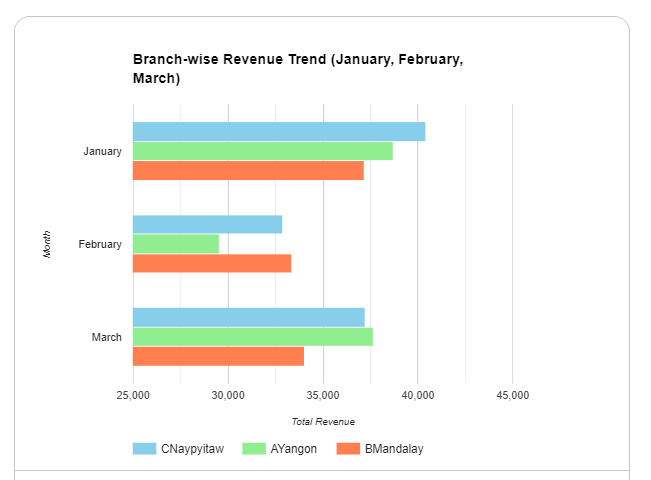 Branch-wise Revenue Trend (January, February,
March)
January
Month
February
March
25,000 30,000 35,000 40,000 45,000
Total Revenue
CNaypyitaw AYangon BMandalay